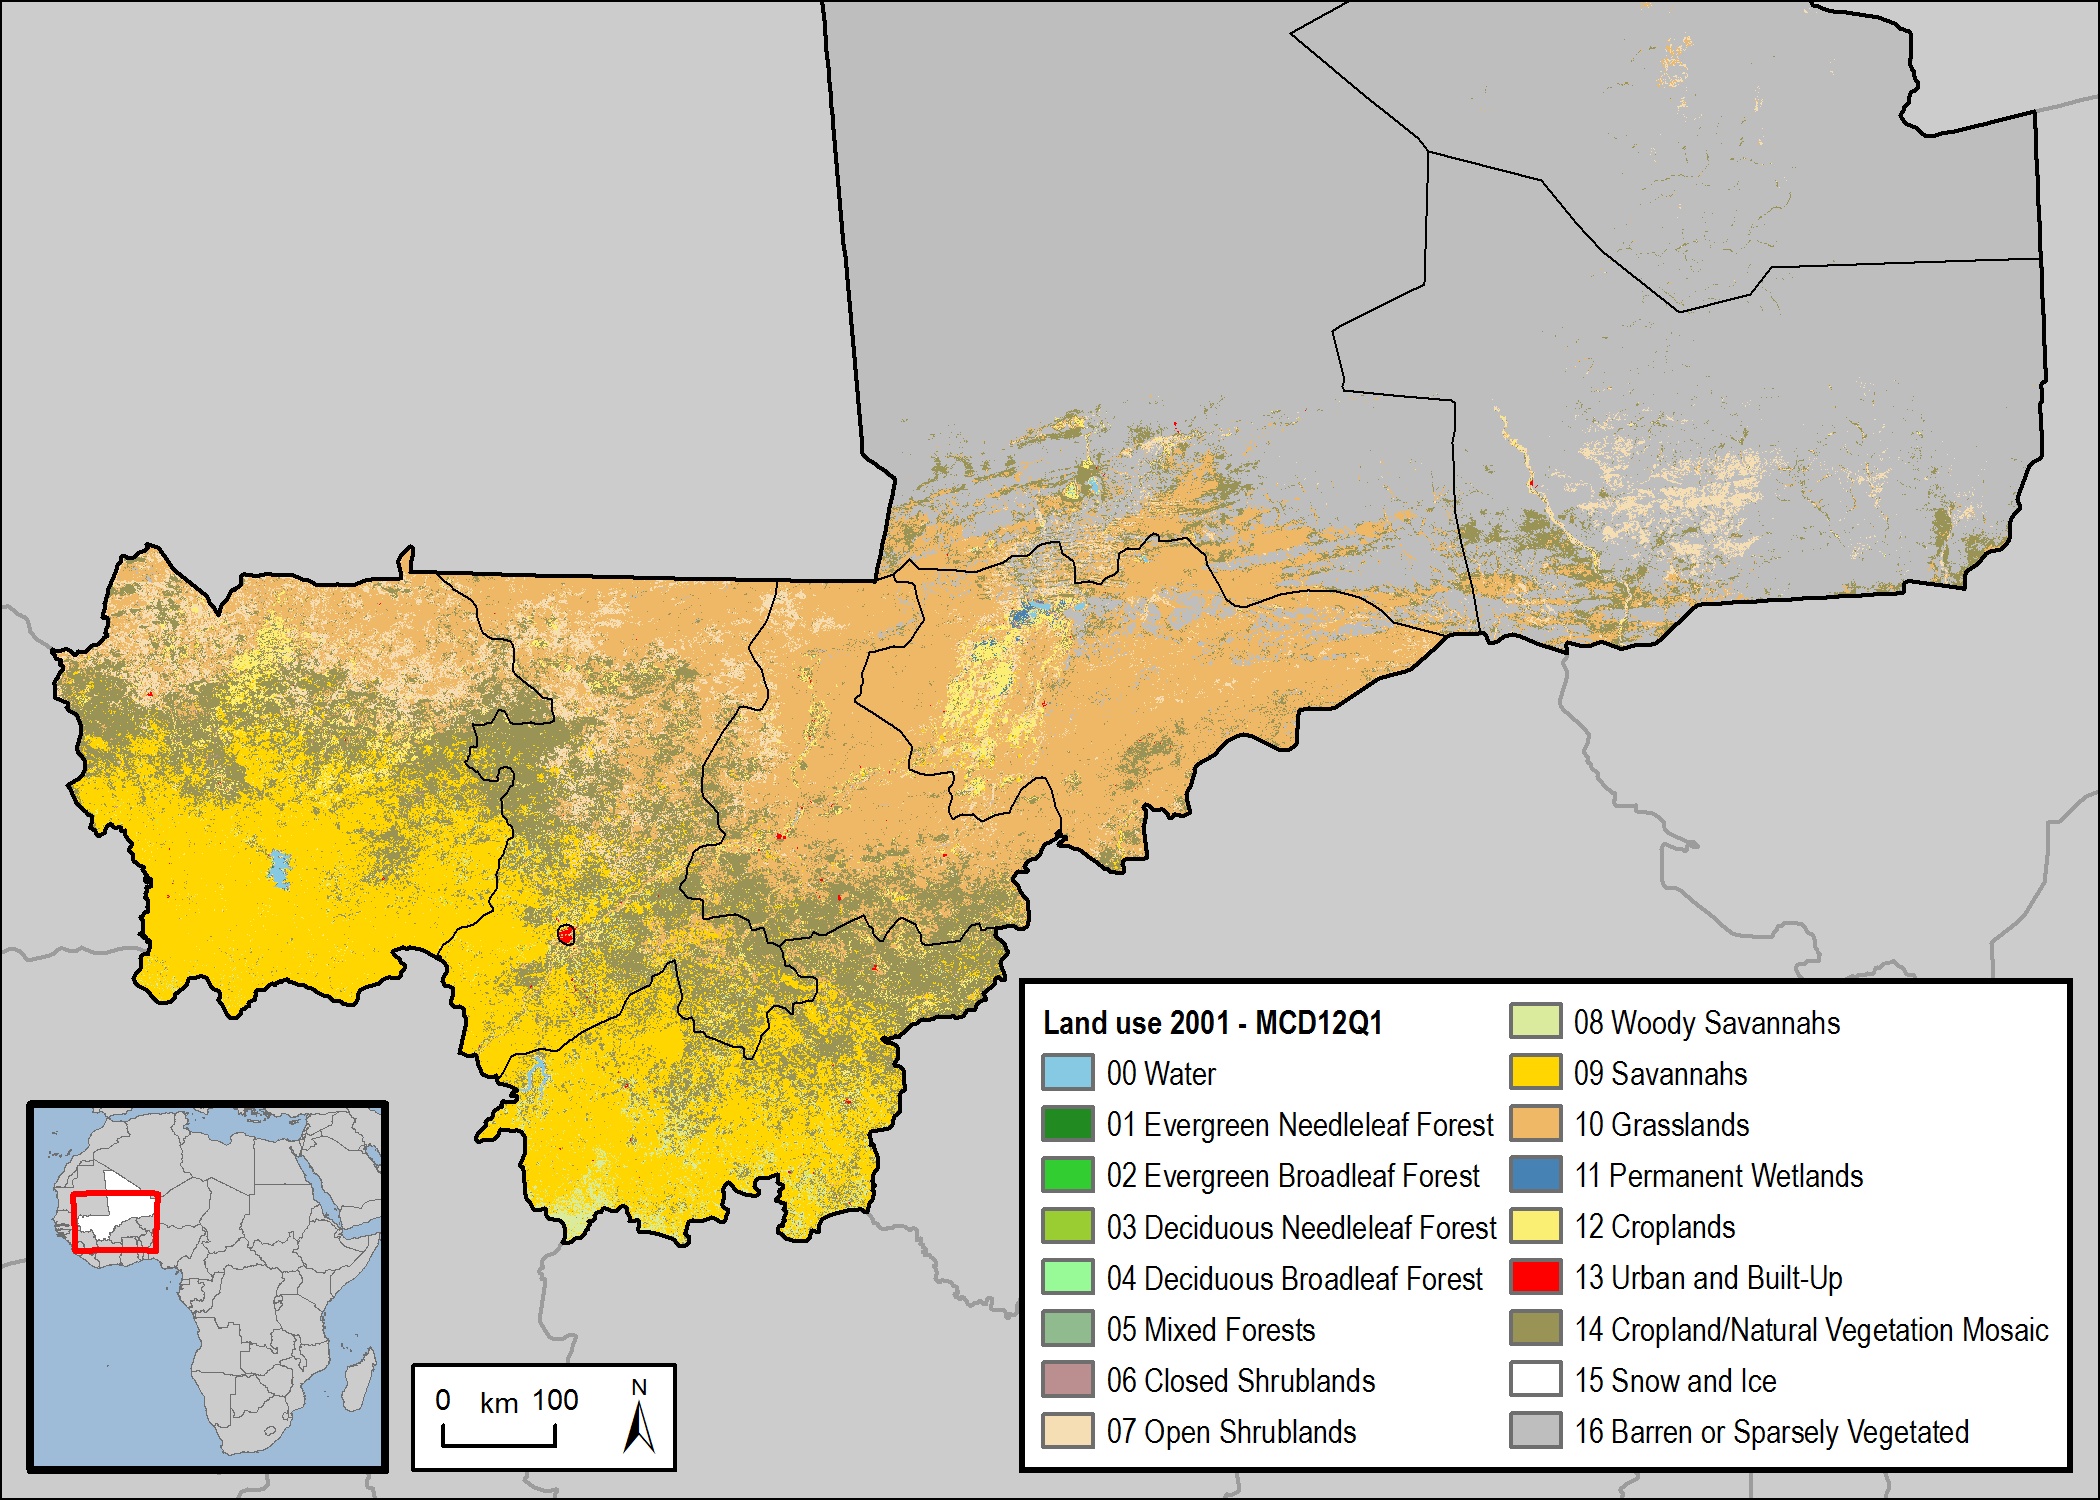 Land use 2001 - MCD12Q1
00 Water
01 Evergreen Needleleaf Forest
02 Evergreen Broadleaf Forest
03 Deciduous Needleleaf Forest
04 Deciduous Broadleaf Forest
05 Mixed Forests
06 Closed Shrublands
07 Open Shrublands
08 Woody Savannahs
09 Savannahs
10 Grasslands
11 Permanent Wetlands
12 Croplands
13 Urban and Built-Up
14 Cropland/Natural Vegetation Mosaic
15 Snow and Ice
16 Barren or Sparsely Vegetated
0 km 100
N